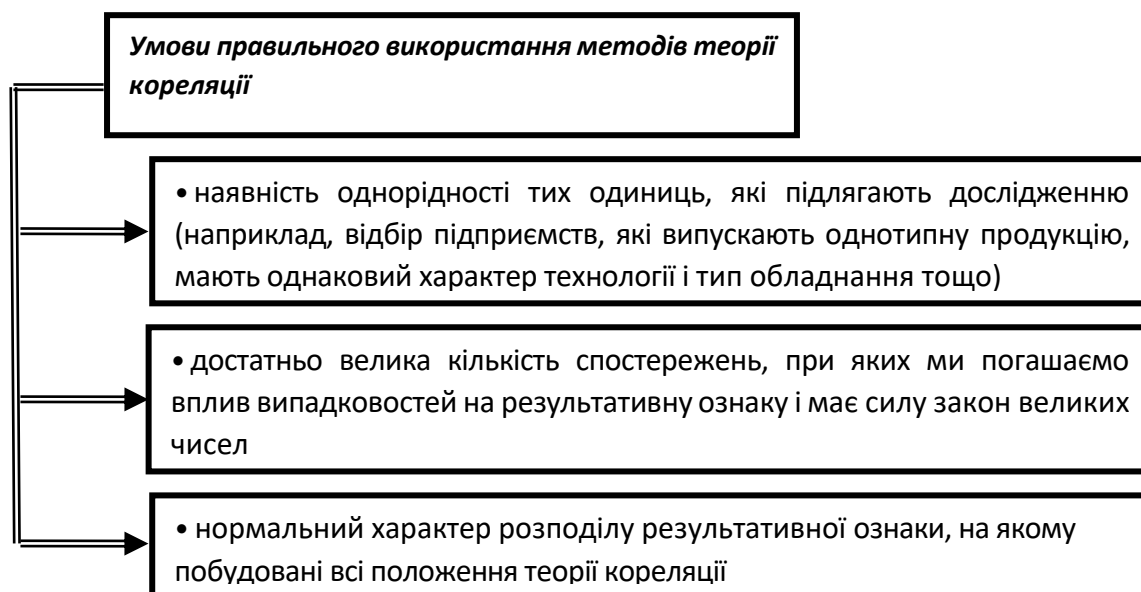 Умови правильного використання методів теорії
кореляції
• наявність однорідності тих одиниць, які підлягають дослідженню
(наприклад, відбір підприємств, які випускають однотипну продукцію,
мають однаковий характер технології і тип обладнання тощо)
• достатньо велика кількість спостережень, при яких ми погашаємо
вплив випадковостей на результативну ознаку і має силу закон великих
чисел
• нормальний характер розподілу результативної ознаки, на якому
побудовані всі положення теорії кореляції